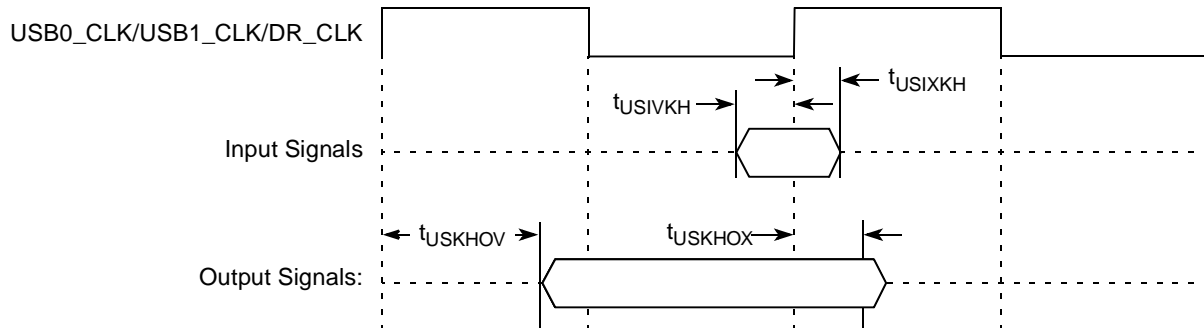 USB0_CLK/USB1_CLK/DR_CLK
tUSIXKH
tUSIVKH
Input Signals
tUSKHOV
tUSKHOX
Output Signals: